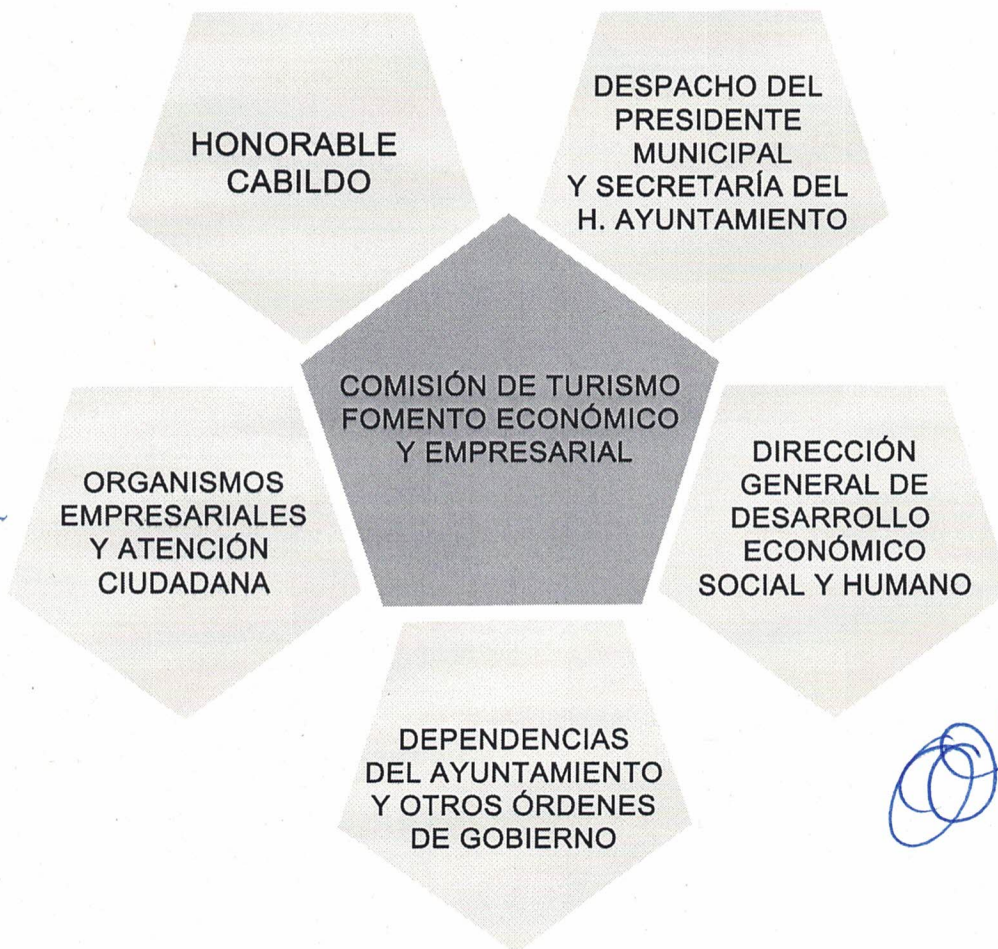 HONORABLE
CABILDO
DESPACHO DEL
PRESIDENTE
MUNICIPAL
Y SECRETARÍA DEL
H. AYUNTAMIENTO
COMISIÓN DE TURISMO
FOMENTO ECONÓMICO
Y EMPRESARIAL
ORGANISMOS
EMPRESARIALES
Y ATENCIÓN
CIUDADANA
DIRECCIÓN
GENERAL DE
DESARROLLO
ECONÓMICO
SOCIAL Y HUMANO
DEPENDENCIAS
DEL AYUNTAMIENTO
Y OTROS ÓRDENES
DE GOBIERNO